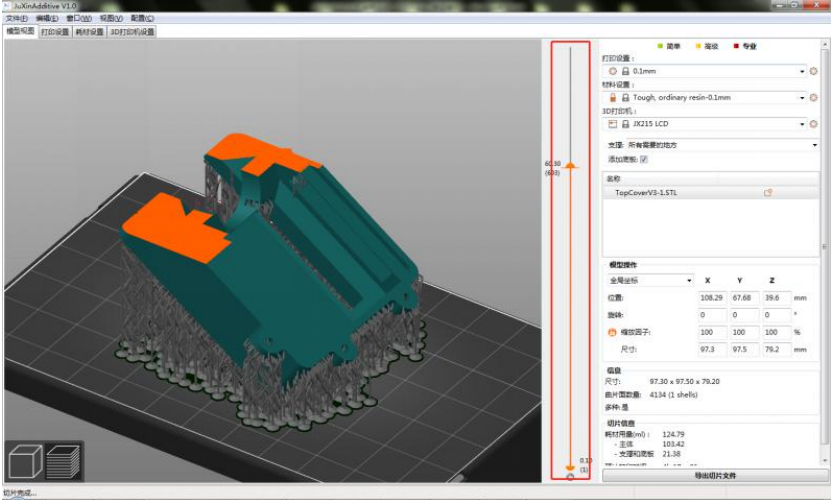 JuXinAdditive V1.0
文件(F) 编辑(E) 窗口(W) 视图(V) 配置(C)
模型视图 打印设置 耗材设置 3D打印机设置
简单 高级 专业
打印设置：
0.1mm
材料设置：
Tough, ordinary resin-0.1mm
3D打印机：
JX215 LCD
支撑: 所有需要的地方
添加底板:
60.30
(603)
名称
TopCoverV3-1.STL
模型操作
全局坐标 X Y Z
位置: 108.29 67.68 39.6 mm
旋转: 0 0 0 °
缩放因子: 100 100 100 %
尺寸: 97.3 97.5 79.2 mm
信息
尺寸: 97.30 x 97.50 x 79.20
曲片面数量: 4134 (1 shells)
多种: 是
切片信息
耗材用量(ml)： 124.79
- 主体 103.42
- 支撑和底板 21.38
0.10
(1)
导出切片文件
切片完成...